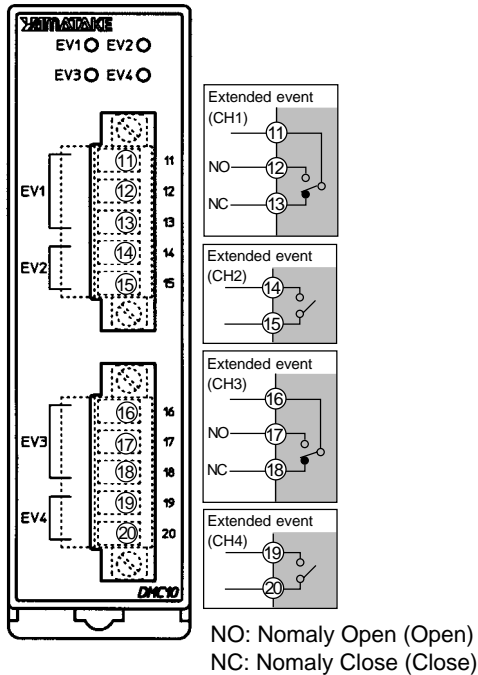 YAMATAKE
EV1 EV2
EV3 EV4
EV1
11 11
12 12
13 13
EV2
14 14
15 15
EV3
16 16
17 17
18 18
EV4
19 19
20 20
DMC10
Extended event
(CH1)
11
NO 12
NC 13
Extended event
(CH2)
14
15
Extended event
(CH3)
16
NO 17
NC 18
Extended event
(CH4)
19
20
NO: Nomaly Open (Open)
NC: Nomaly Close (Close)